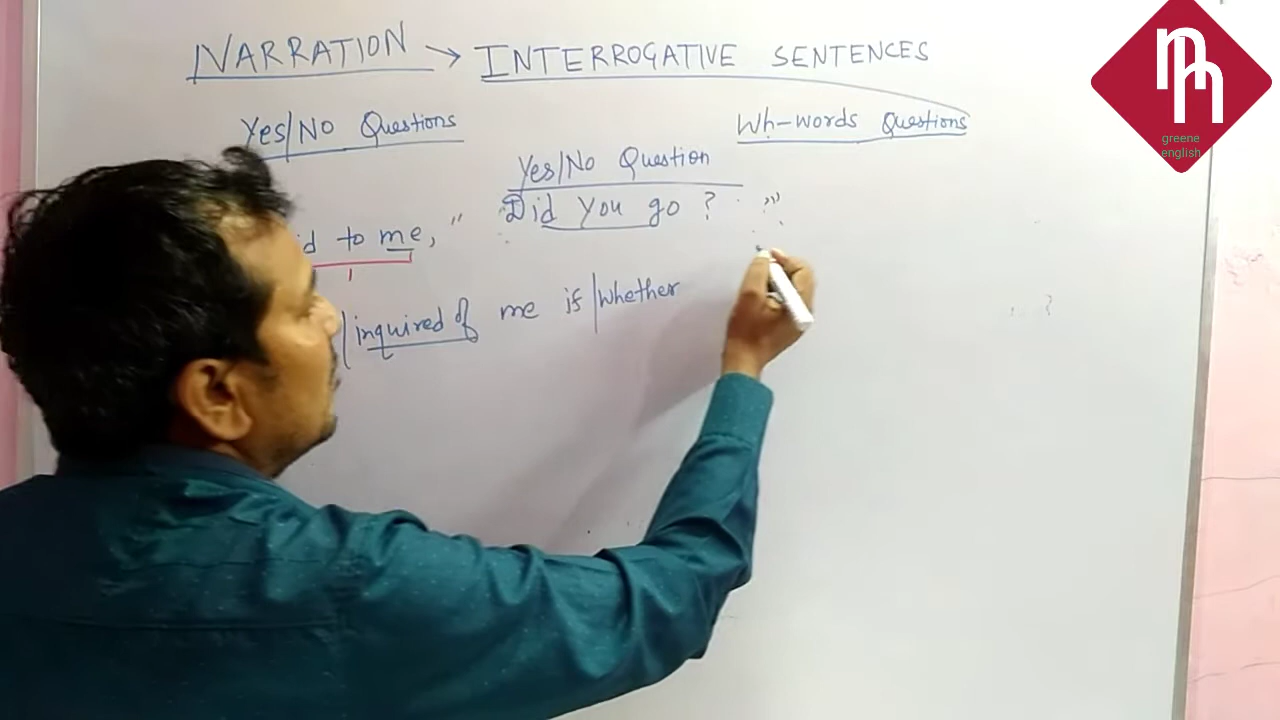 NARRATION → INTERROGATIVE SENTENCES
Yes/No Questions
Wh-words Questions
Yes/No Question
to me, " Did you go ? "
/inquired of me if/whether
greene
english